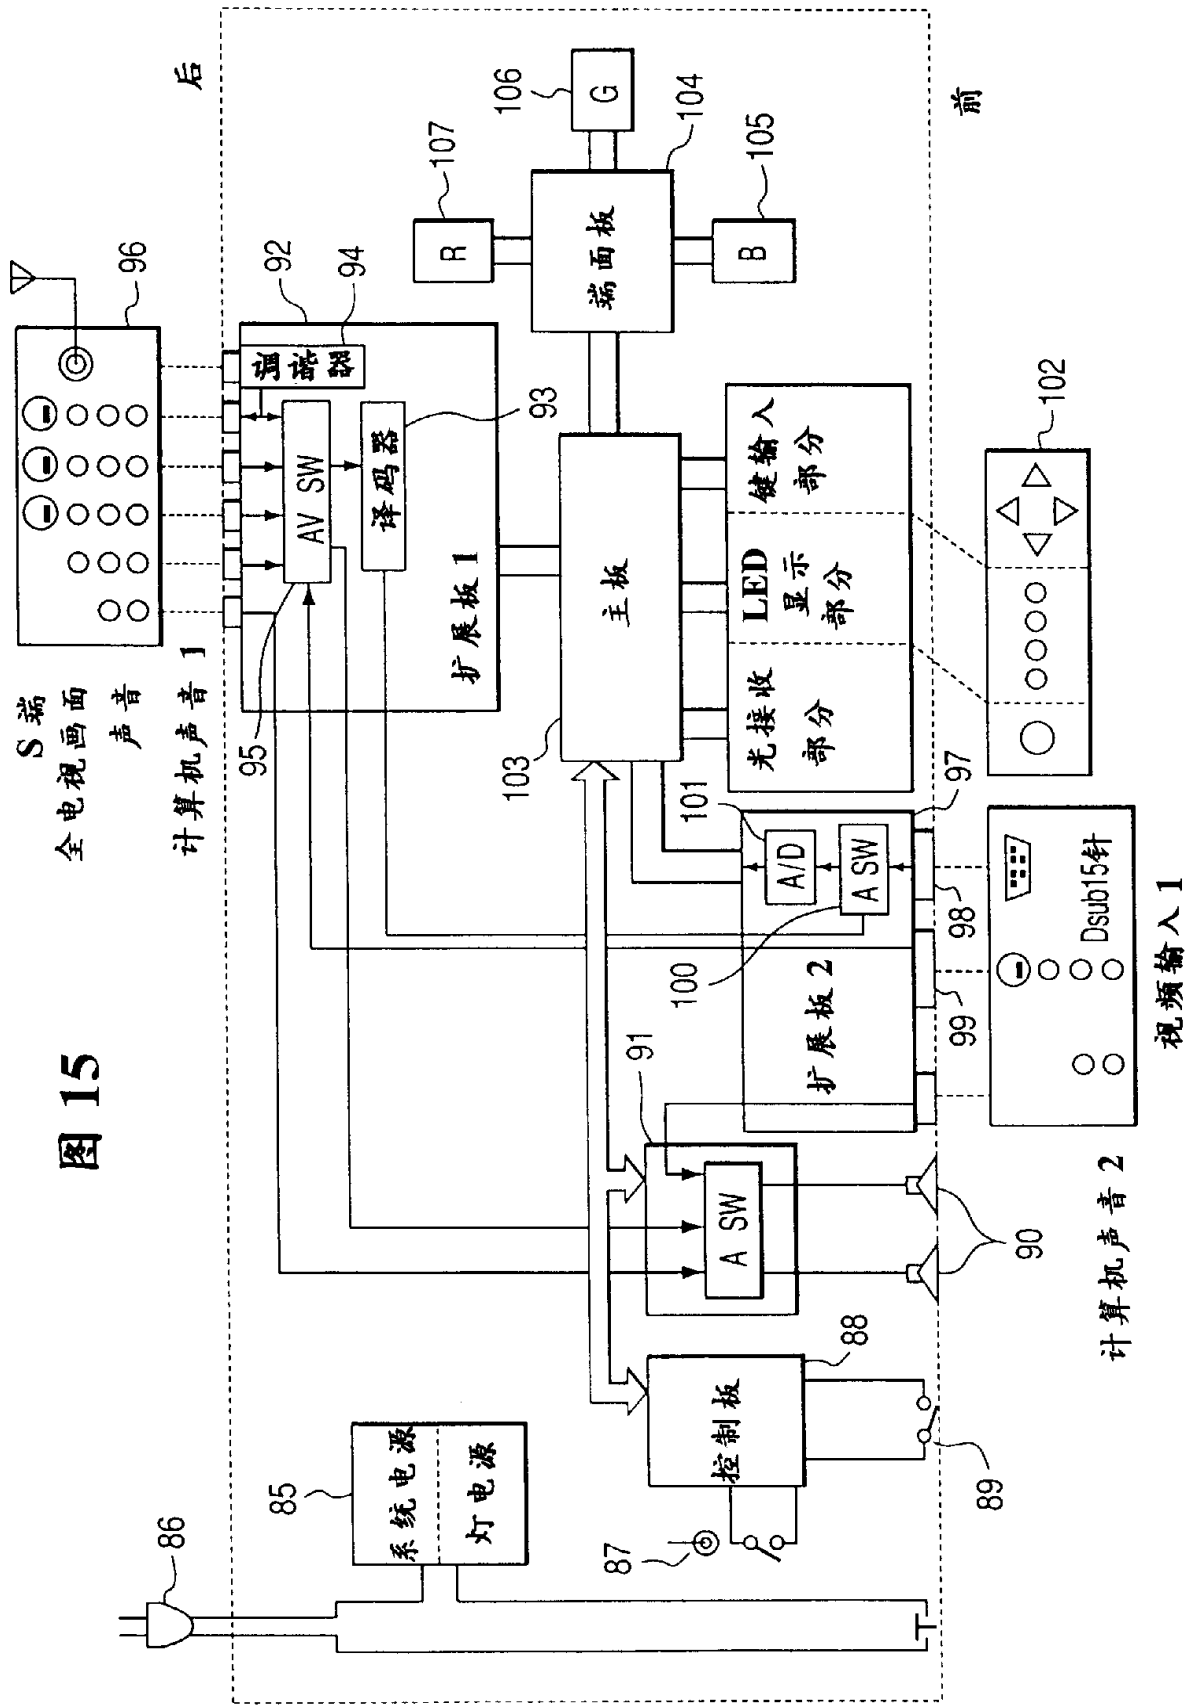 图 15
S端
全电视画面
声音
计算机声音 1
96
后
86
85
系统电源
灯电源
95
92
94
调谐器
AV SW
译码器
93
扩展板 1
107
R
106
G
104
端面板
105
B
前
103
主板
键输入
部分
LED
显示
部分
光接收
部分
102
101
A/D
A SW
100
97
98
99
扩展板 2
91
A SW
90
88
控制板
87
89
Dsub15针
视频输入 1
计算机声音 2